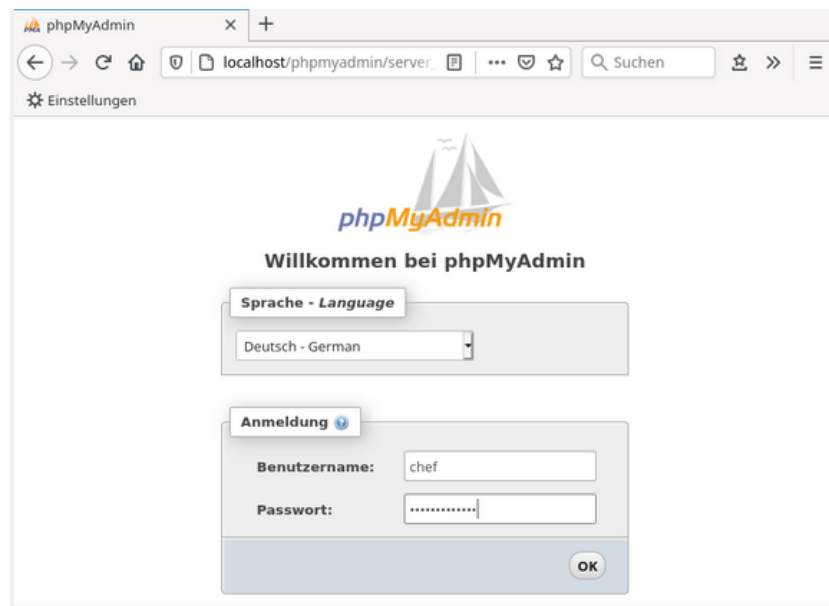 phpMyAdmin
localhost/phpmyadmin/server_
Suchen
Einstellungen
phpMyAdmin
Willkommen bei phpMyAdmin
Sprache - Language
Deutsch - German
Anmeldung
Benutzername: chef
Passwort: •••••••••••••
OK